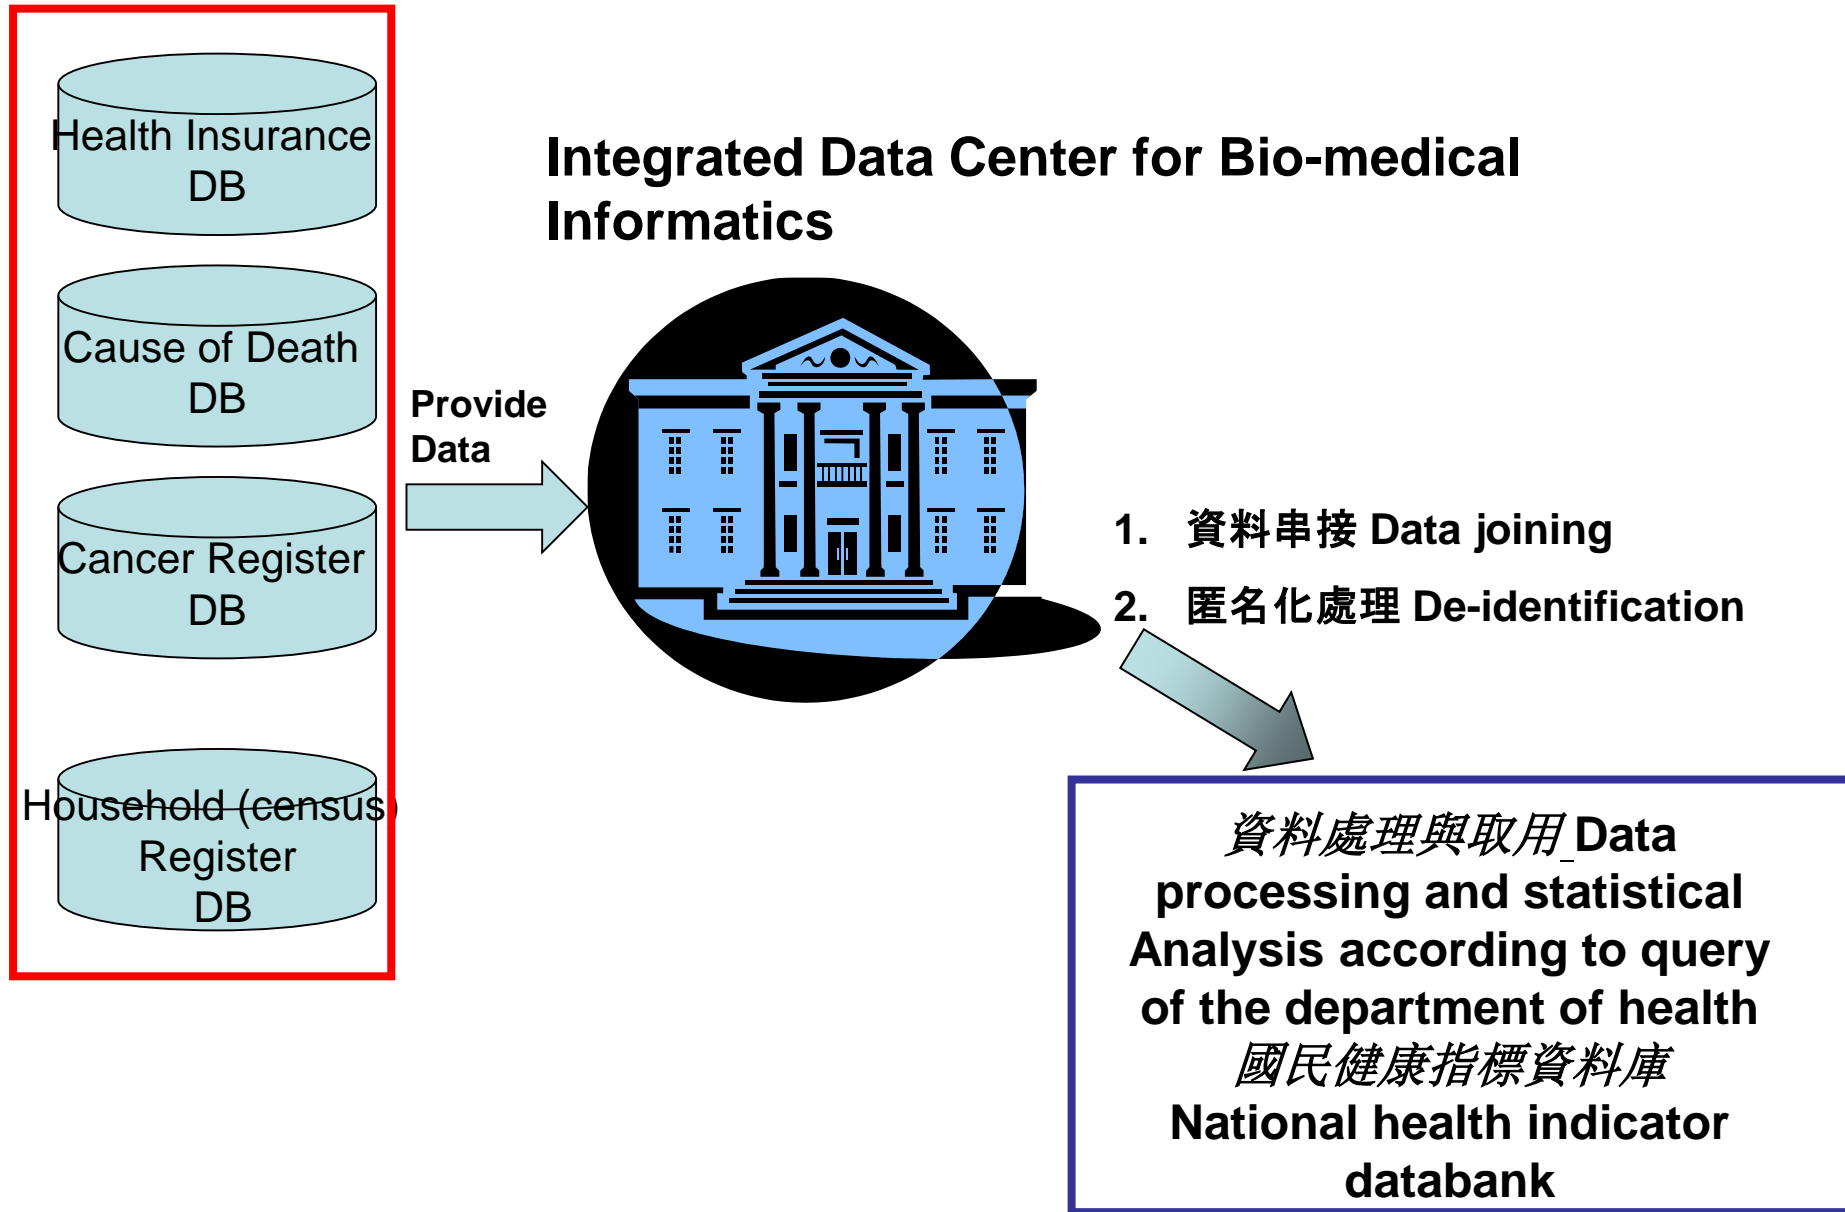 Health Insurance
DB
Cause of Death
DB
Cancer Register
DB
Household (census)
Register
DB
Provide
Data
Integrated Data Center for Bio-medical
Informatics
1. 資料串接 Data joining
2. 匿名化處理 De-identification
資料處理與取用 Data
processing and statistical
Analysis according to query
of the department of health
國民健康指標資料庫
National health indicator
databank